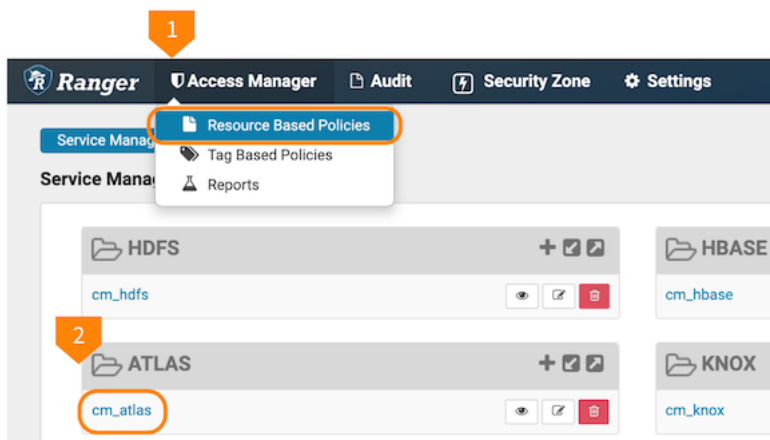 1
Ranger Access Manager Audit Security Zone Settings
Resource Based Policies
Service Manag
Tag Based Policies
Service Mana
Reports
HDFS HBASE
cm_hdfs cm_hbase
2
ATLAS KNOX
cm_atlas cm_knox